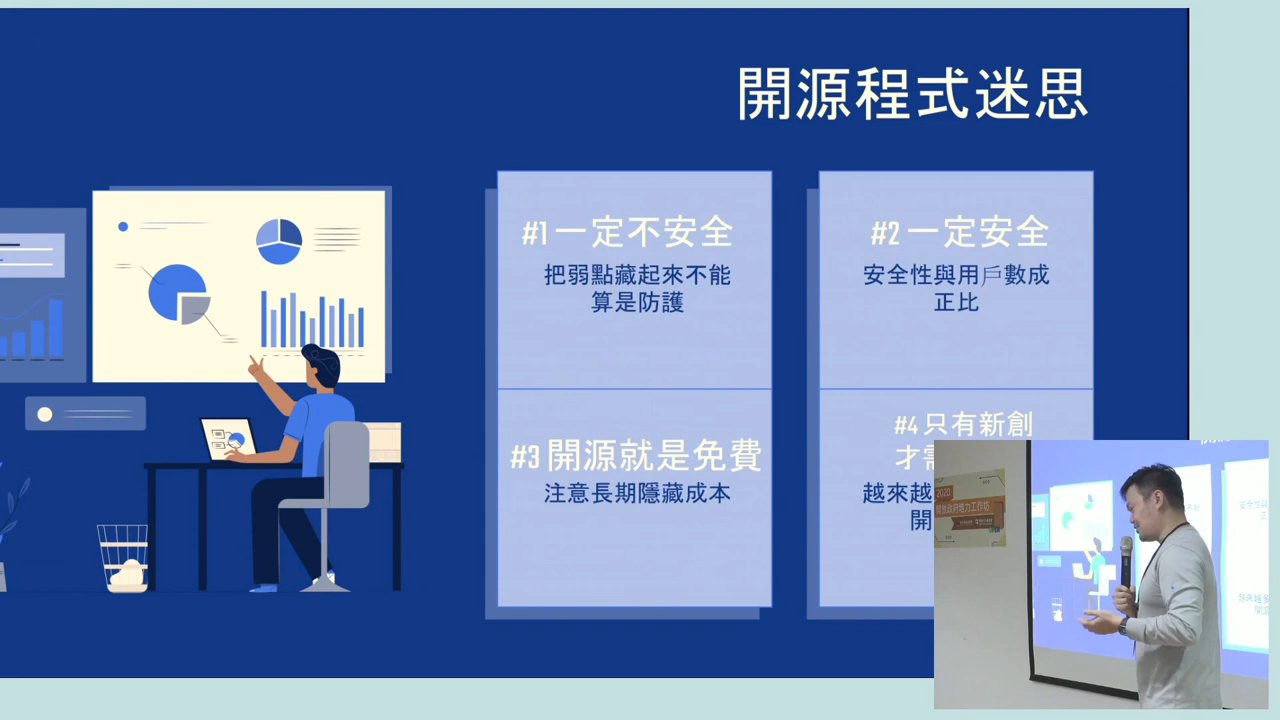 開源程式迷思
#1 一定不安全
把弱點藏起來不能
算是防護
#2 一定安全
安全性與用戶數成
正比
#3 開源就是免費
注意長期隱藏成本
#4 只有新創
才
越來越
開
2020